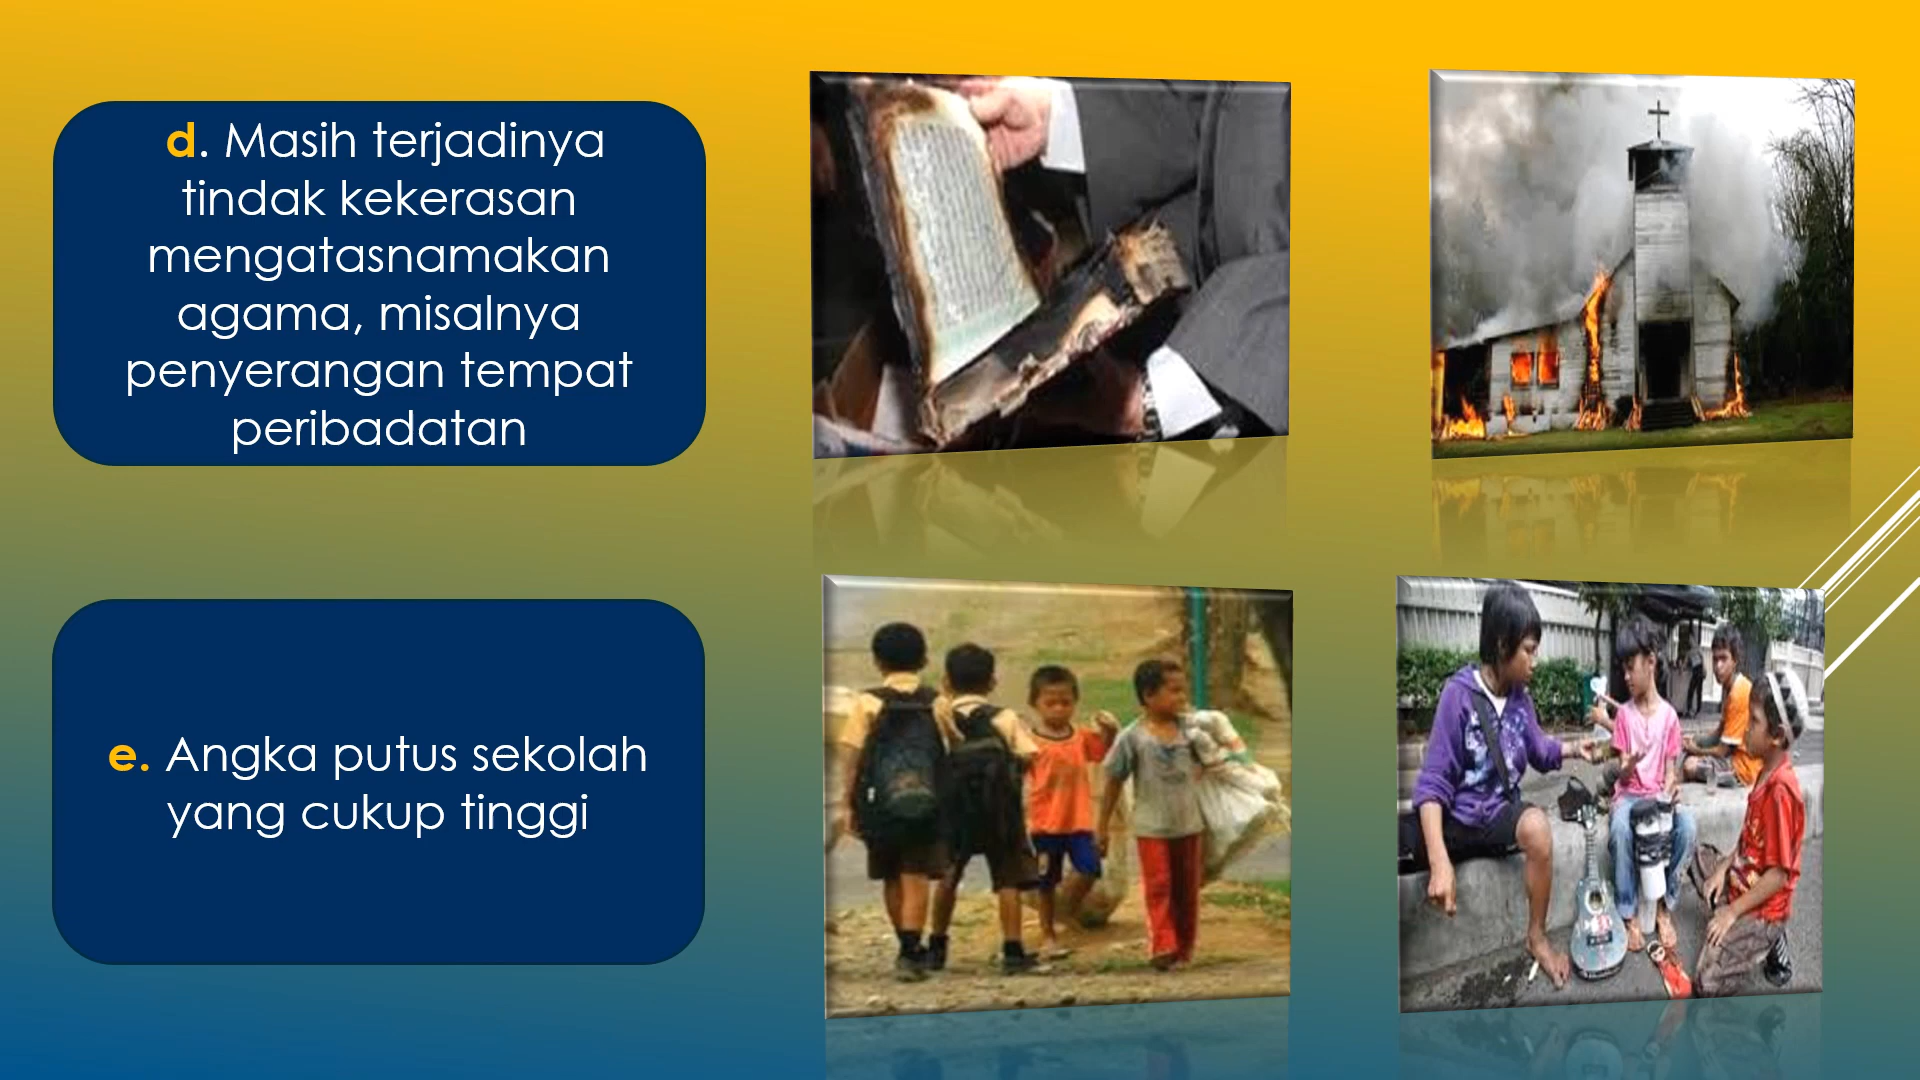 d. Masih terjadinya
tindak kekerasan
mengatasnamakan
agama, misalnya
penyerangan tempat
peribadatan
e. Angka putus sekolah
yang cukup tinggi